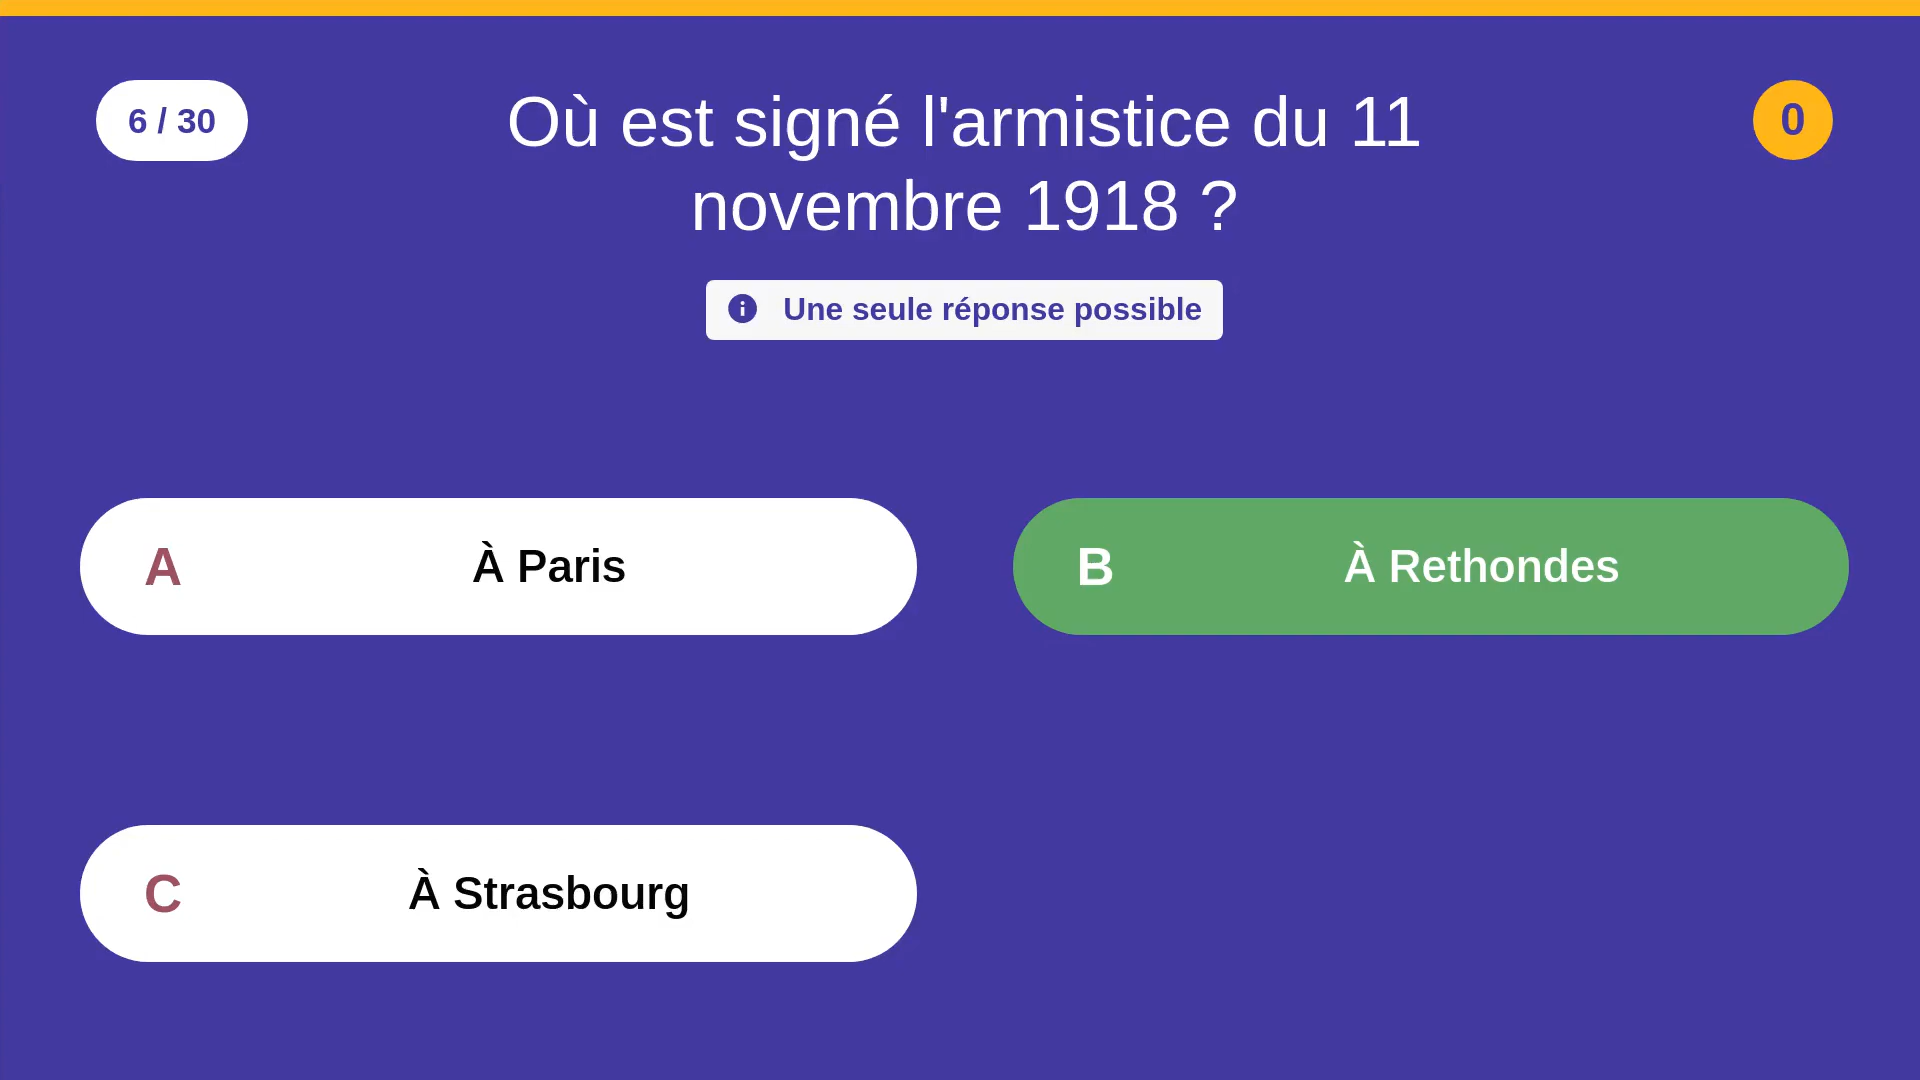 6 / 30
Où est signé l'armistice du 11
novembre 1918 ?
0
Une seule réponse possible
A À Paris
B À Rethondes
C À Strasbourg